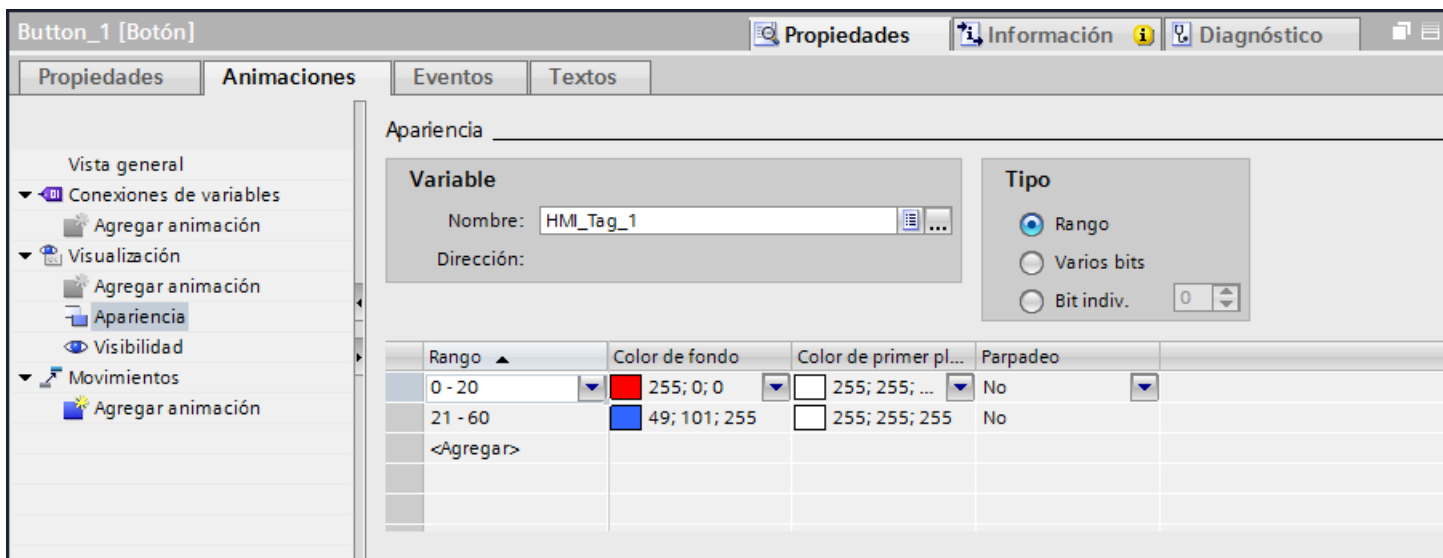 Button_1 [Botón]
Propiedades
Información
Diagnóstico
Propiedades
Animaciones
Eventos
Textos
Vista general
Conexiones de variables
Agregar animación
Visualización
Agregar animación
Apariencia
Visibilidad
Movimientos
Agregar animación
Apariencia
Variable
Nombre: HMI_Tag_1 ...
Dirección:
Tipo
Rango
Varios bits
Bit indiv. 0
Rango Color de fondo Color de primer pl... Parpadeo
0 - 20 255; 0; 0 255; 255; ... No
21 - 60 49; 101; 255 255; 255; 255 No
<Agregar>